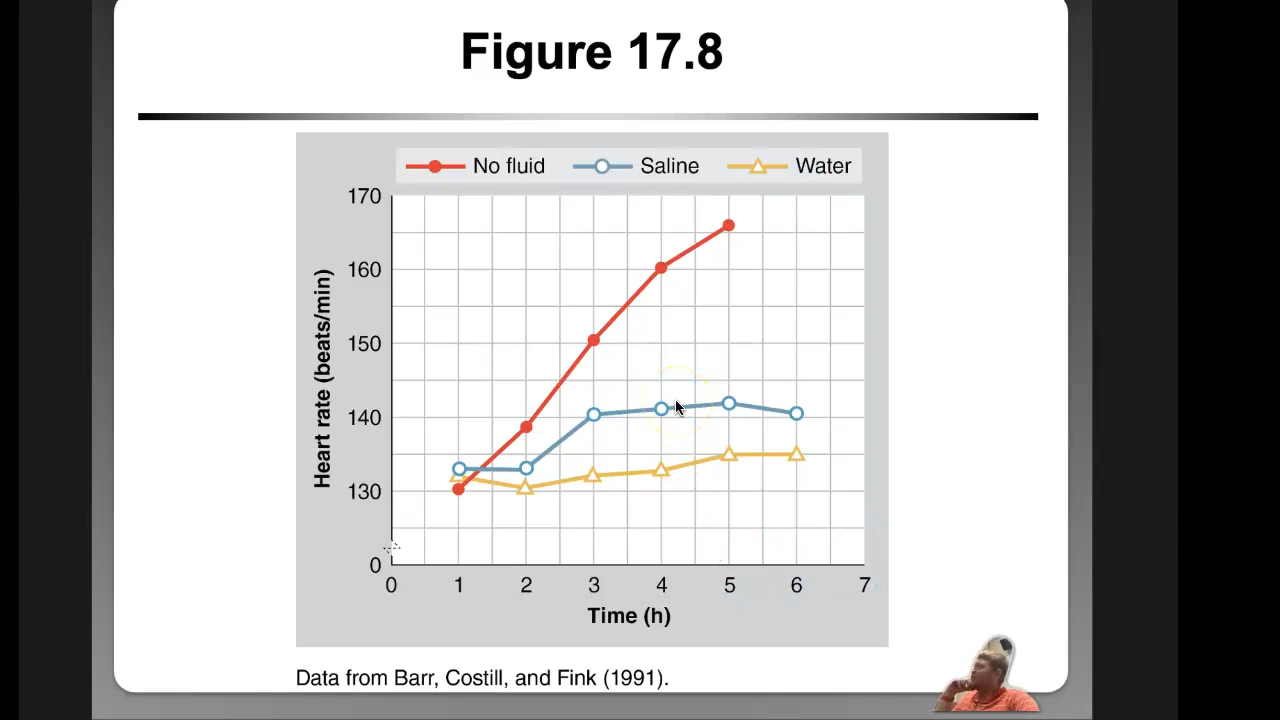 Figure 17.8
No fluid Saline Water
170
160
150
140
130
0
Heart rate (beats/min)
0 1 2 3 4 5 6 7
Time (h)
Data from Barr, Costill, and Fink (1991).